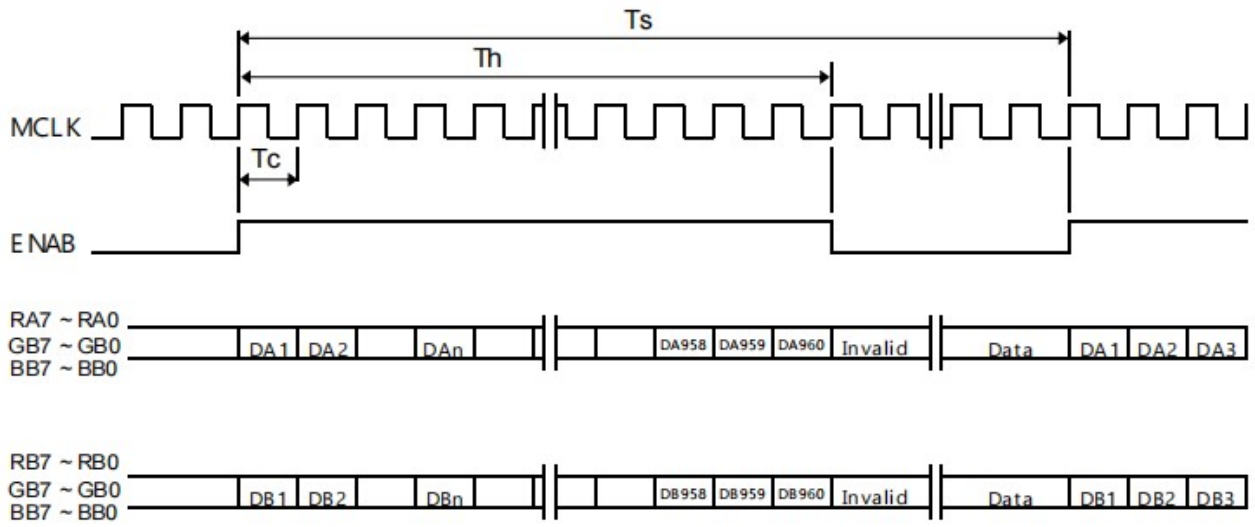 Ts
Th
MCLK
Tc
ENAB
RA7 ~ RA0
GB7 ~ GB0 DA1 DA2 DAn DA958 DA959 DA960 Invalid Data DA1 DA2 DA3
BB7 ~ BB0
RB7 ~ RB0
GB7 ~ GB0 DB1 DB2 DBn DB958 DB959 DB960 Invalid Data DB1 DB2 DB3
BB7 ~ BB0